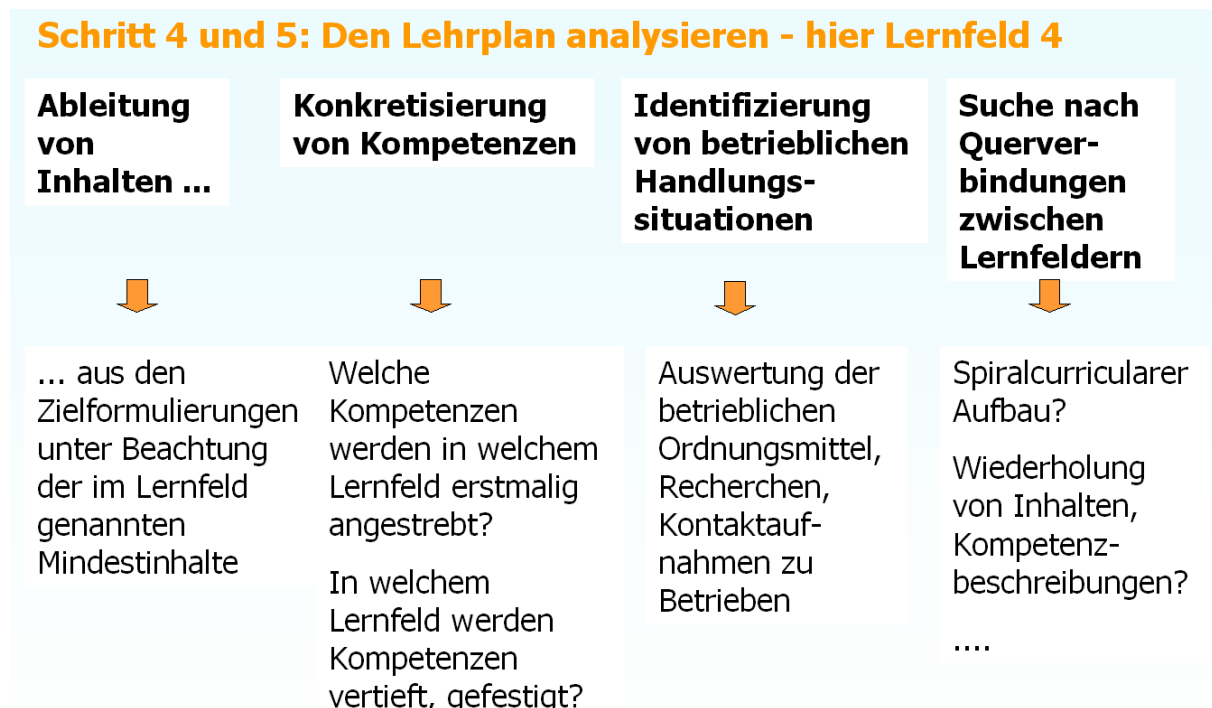 Schritt 4 und 5: Den Lehrplan analysieren - hier Lernfeld 4
Ableitung
von
Inhalten ...
Konkretisierung
von Kompetenzen
Identifizierung
von betrieblichen
Handlungs-
situationen
Suche nach
Querver-
bindungen
zwischen
Lernfeldern
... aus den
Zielformulierungen
unter Beachtung
der im Lernfeld
genannten
Mindestinhalte
Welche
Kompetenzen
werden in welchem
Lernfeld erstmalig
angestrebt?
In welchem
Lernfeld werden
Kompetenzen
vertieft, gefestigt?
Auswertung der
betrieblichen
Ordnungsmittel,
Recherchen,
Kontaktauf-
nahmen zu
Betrieben
Spiralcurricularer
Aufbau?
Wiederholung
von Inhalten,
Kompetenz-
beschreibungen?
....